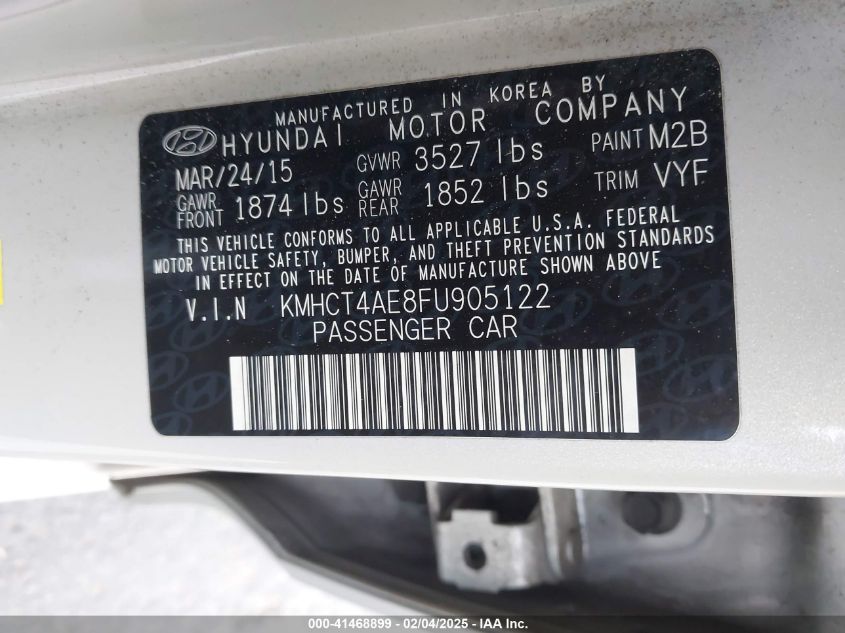 MANUFACTURED IN KOREA BY
HYUNDAI MOTOR COMPANY
MAR/24/15 GVWR 3527 lbs PAINT M2B
GAWR FRONT 1874 lbs GAWR REAR 1852 lbs TRIM VYF
THIS VEHICLE CONFORMS TO ALL APPLICABLE U.S.A. FEDERAL
MOTOR VEHICLE SAFETY, BUMPER, AND THEFT PREVENTION STANDARDS
IN EFFECT ON THE DATE OF MANUFACTURE SHOWN ABOVE
V.I.N KMHCT4AE8FU905122
PASSENGER CAR
000-41468899 - 02/04/2025 - IAA Inc.